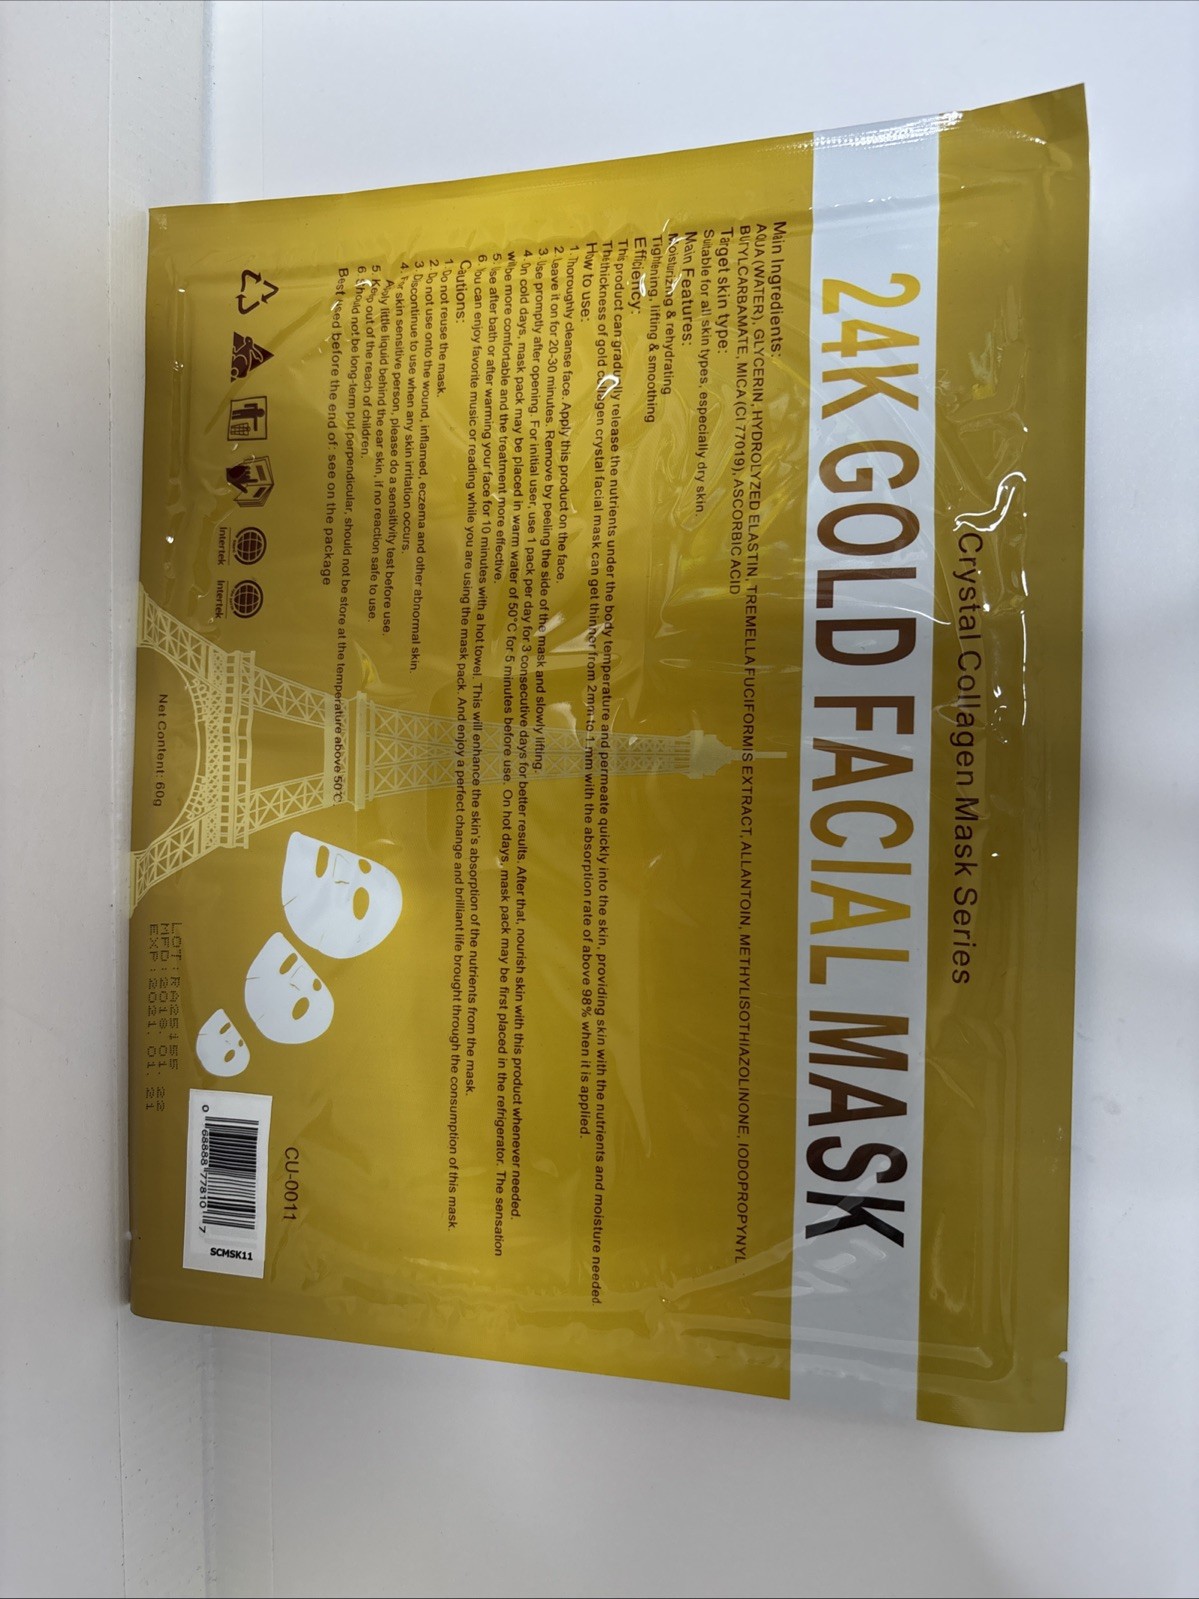 (Crystal Collagen Mask Series
24K GOLD FACIAL MASK
Main Ingredients:
AQUA (WATER), GLYCERIN, HYDROLYZED ELASTIN, TREMELLA FUCIFORMIS EXTRACT, ALLANTOIN, METHYLISOTHIAZOLINONE, IODOPROPYNYL
BUTYLCARBAMATE, MICA (CI 77019), ASCORBIC ACID
Target skin type:
Suitable for all skin types, especially dry skin.
Main Features:
Moisturizing & rehydrating
Tightening, lifting & smoothing
Efficiency:
This product can gradually release the nutrients under the body temperature and permeate quickly into the skin, providing skin with the nutrients and moisture needed.
The thickness of gold collagen crystal facial mask can get thinner from 2mm to 1 mm with the absorption rate of above 98% when it is applied.
How to use:
1. Thoroughly cleanse face. Apply this product on the face.
2. Leave it on for 20-30 minutes. Remove by peeling the side of the mask and slowly lifting.
3. Use promptly after opening. For initial user, use 1 pack per day for 3 consecutive days for better results. After that, nourish skin with this product whenever needed.
4. On cold days, mask pack may be placed in warm water of 50°C for 5 minutes before use. On hot days, mask pack may be first placed in the refrigerator. The sensation
will be more comfortable and the treatment more effective.
5. Use after bath or after warming your face for 10 minutes with a hot towel. This will enhance the skin's absorption of the nutrients from the mask.
6. You can enjoy favorite music or reading while you are using the mask pack. And enjoy a perfect change and brilliant life brought through the consumption of this mask.
Cautions:
1. Do not reuse the mask.
2. Do not use onto the wound, inflamed, eczema and other abnormal skin.
3. Discontinue to use when any skin irritation occurs.
4. For skin sensitive person, please do a sensitivity test before use.
Apply little liquid behind the ear skin, if no reaction safe to use.
5. Keep out of the reach of children.
6. Should not be long-term put perpendicular, should not be store at the temperature above 50°C.
Best used before the end of: see on the package
Intertek
Intertek
Net Content: 60g
LOT: RA25155
MFD: 2018. 01. 22
EXP: 2021. 01. 21
CU-0011
0 68888 77810 7
SCMSK11